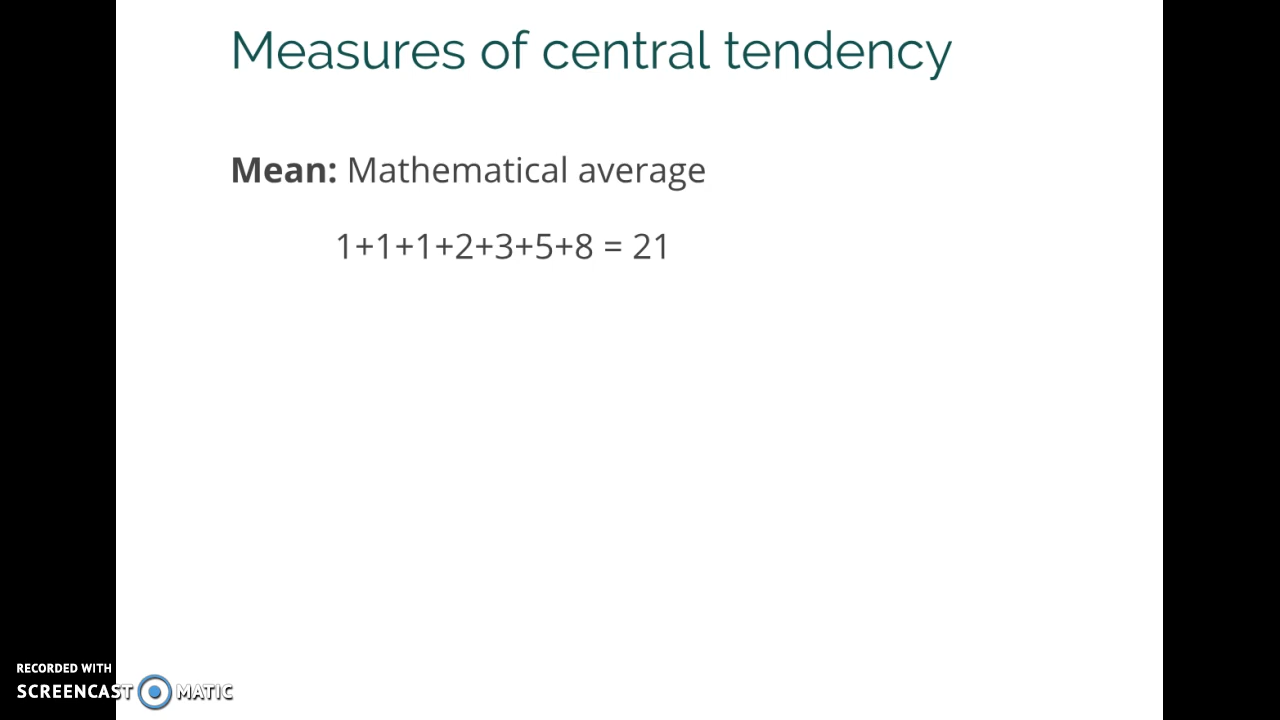 Measures of central tendency
Mean: Mathematical average
1+1+1+2+3+5+8 = 21
RECORDED WITH
SCREENCAST MATIC